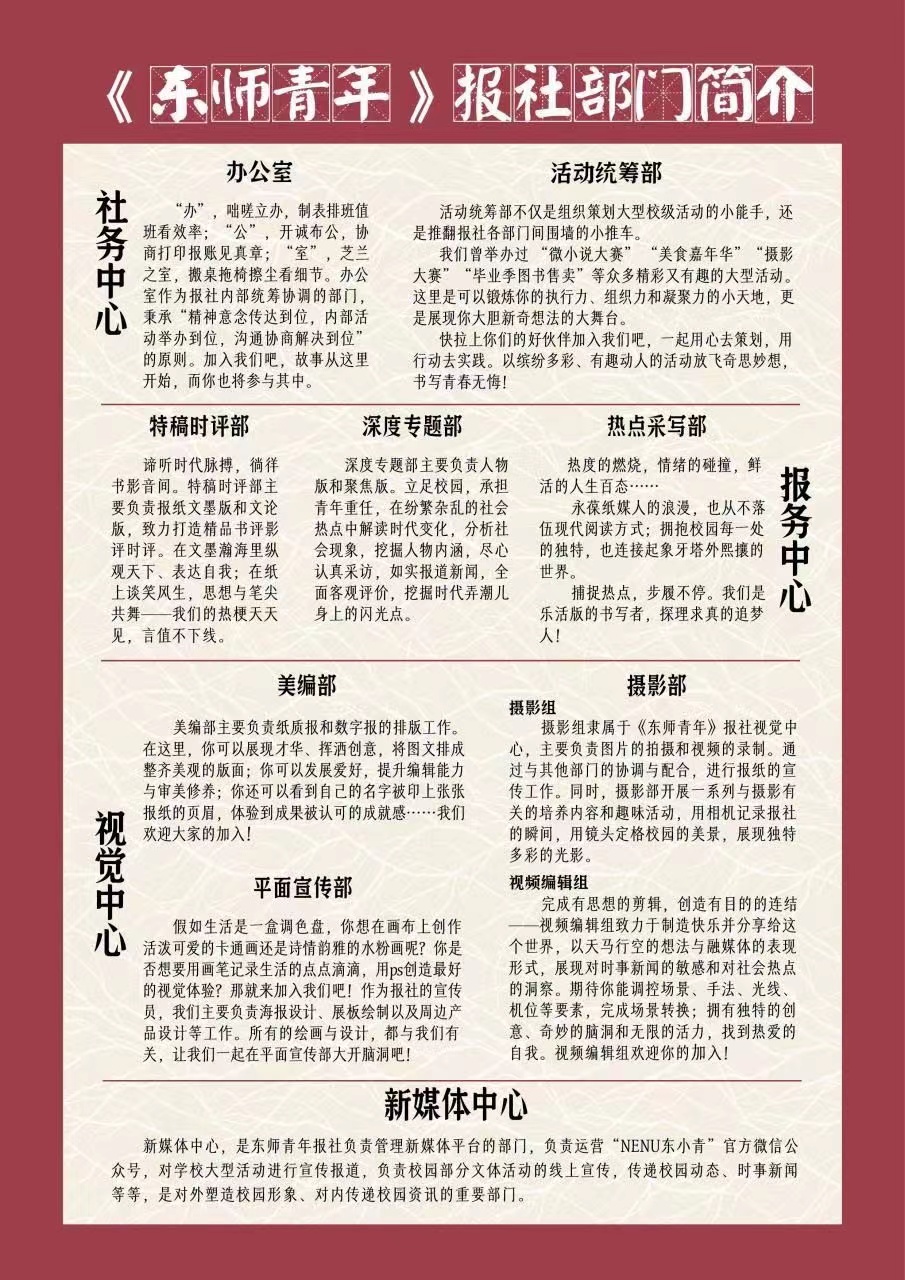 《东师青年》报社部门简介
社务中心
办公室
“办”，咄嗟立办，制表排班值
班看效率；“公”，开诚布公，协
商打印报账见真章；“室”，芝兰
之室，搬桌拖椅擦尘看细节。办公
室作为报社内部统筹协调的部门，
秉承“精神意念传达到位，内部活
动举办到位，沟通协商解决到位”
的原则。加入我们吧，故事从这里
开始，而你也将参与其中。
活动统筹部
活动统筹部不仅是组织策划大型校级活动的小能手，还
是推翻报社各部门间围墙的小推车。
我们曾举办过“微小说大赛”“美食嘉年华”“摄影
大赛”“毕业季图书售卖”等众多精彩又有趣的大型活动。
这里是可以锻炼你的执行力、组织力和凝聚力的小天地，更
是展现你大胆新奇想法的大舞台。
快拉上你们的好伙伴加入我们吧，一起用心去策划，用
行动去实践。以缤纷多彩、有趣动人的活动放飞奇思妙想，
书写青春无悔！
报务中心
特稿时评部
谛听时代脉搏，徜徉
书影音间。特稿时评部主
要负责报纸文墨版和文论
版，致力打造精品书评影
评时评。在文墨瀚海里纵
观天下、表达自我；在纸
上谈笑风生，思想与笔尖
共舞——我们的热梗天天
见，言值不下线。
深度专题部
深度专题部主要负责人物
版和聚焦版。立足校园，承担
青年重任，在纷繁杂乱的社会
热点中解读时代变化，分析社
会现象，挖掘人物内涵，尽心
认真采访，如实报道新闻，全
面客观评价，挖掘时代弄潮儿
身上的闪光点。
热点采写部
热度的燃烧，情绪的碰撞，鲜
活的人生百态……
永葆纸媒人的浪漫，也从不落
伍现代阅读方式；拥抱校园每一处
的独特，也连接起象牙塔外熙攘的
世界。
捕捉热点，步履不停。我们是
乐活版的书写者，探理求真的追梦
人！
视觉中心
美编部
美编部主要负责纸质报和数字报的排版工作。
在这里，你可以展现才华、挥洒创意，将图文排成
整齐美观的版面；你可以发展爱好，提升编辑能力
与审美修养；你还可以看到自己的名字被印上张张
报纸的页眉，体验到成果被认可的成就感……我们
欢迎大家的加入！
平面宣传部
假如生活是一盒调色盘，你想在画布上创作
活泼可爱的卡通画还是诗情韵雅的水粉画呢？你是
否想要用画笔记录生活的点点滴滴，用ps创造最好
的视觉体验？那就来加入我们吧！作为报社的宣传
员，我们主要负责海报设计、展板绘制以及周边产
品设计等工作。所有的绘画与设计，都与我们有
关，让我们一起在平面宣传部大开脑洞吧！
摄影部
摄影组
摄影组隶属于《东师青年》报社视觉中
心，主要负责图片的拍摄和视频的录制。通
过与其他部门的协调与配合，进行报纸的宣
传工作。同时，摄影部开展一系列与摄影有
关的培养内容和趣味活动，用相机记录报社
的瞬间，用镜头定格校园的美景，展现独特
多彩的光影。
视频编辑组
完成有思想的剪辑，创造有目的的连结
——视频编辑组致力于制造快乐并分享给这
个世界，以天马行空的想法与融媒体的表现
形式，展现对时事新闻的敏感和对社会热点
的洞察。期待你能调控场景、手法、光线、
机位等要素，完成场景转换；拥有独特的创
意、奇妙的脑洞和无限的活力，找到热爱的
自我。视频编辑组欢迎你的加入！
新媒体中心
新媒体中心，是东师青年报社负责管理新媒体平台的部门，负责运营“NENU东小青”官方微信公
众号，对学校大型活动进行宣传报道，负责校园部分文体活动的线上宣传，传递校园动态、时事新闻
等等，是对外塑造校园形象、对内传递校园资讯的重要部门。